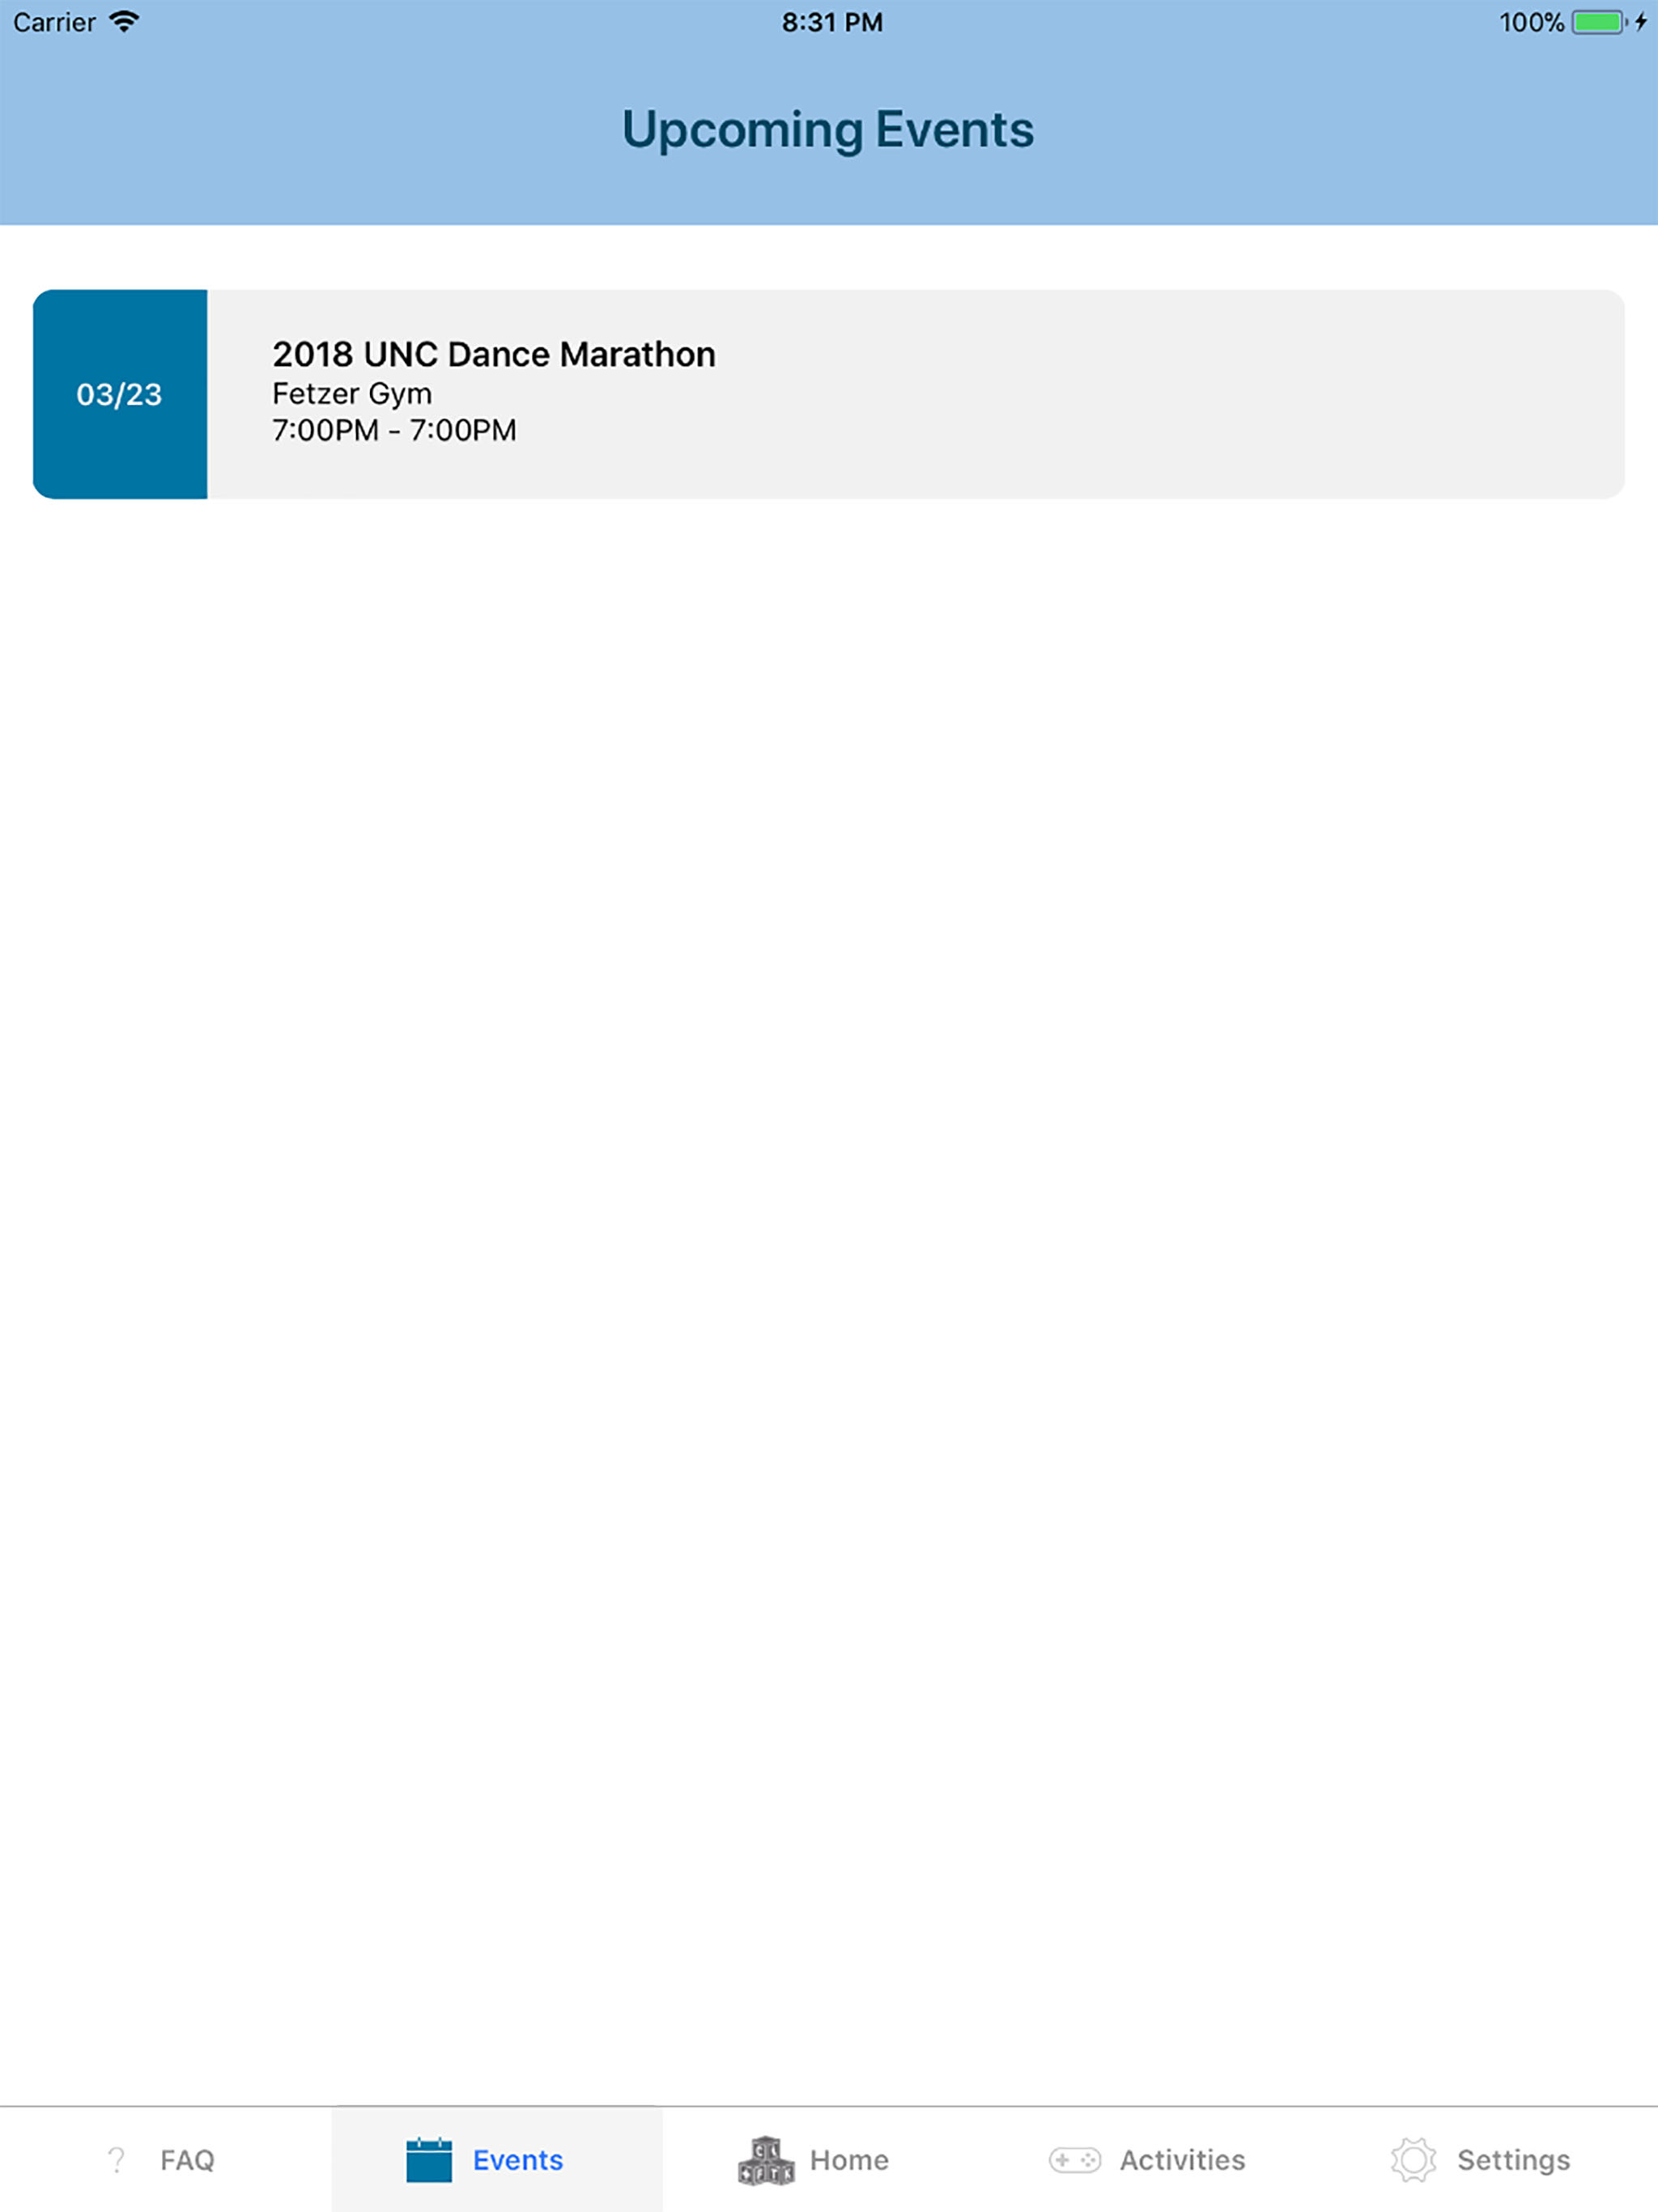 Carrier 8:31 PM 100%
Upcoming Events
03/23
2018 UNC Dance Marathon
Fetzer Gym
7:00PM - 7:00PM
? FAQ Events Home Activities Settings